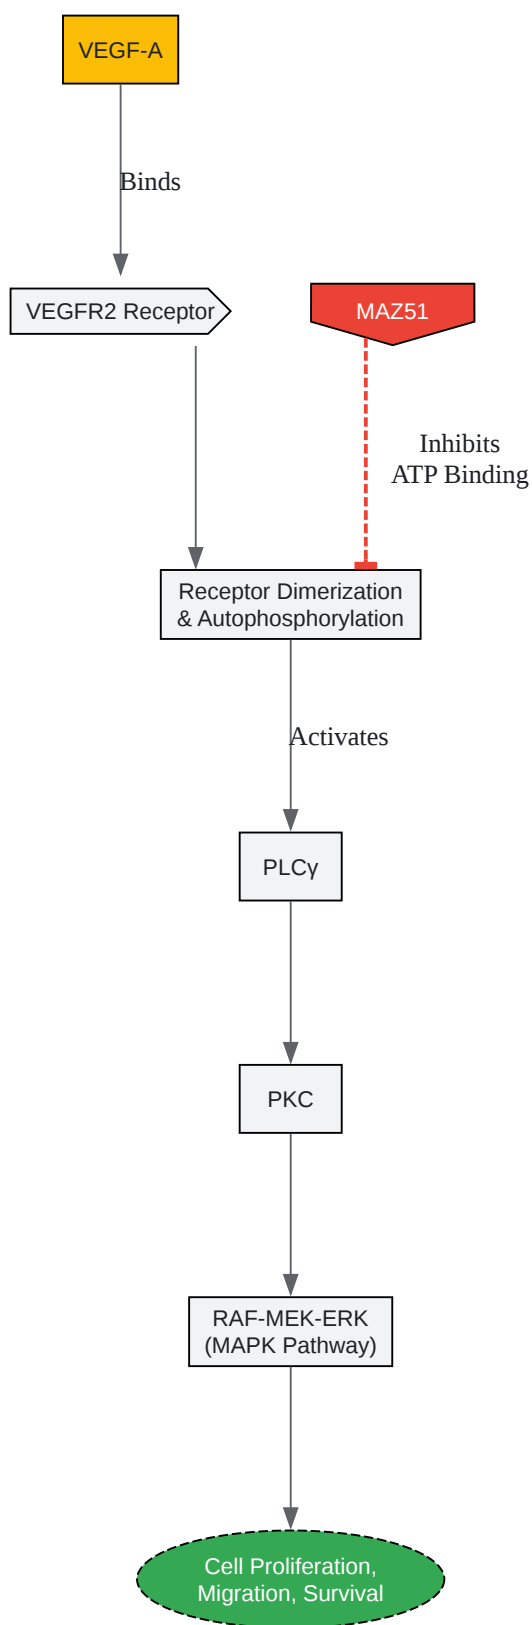 VEGF-A
Binds
VEGFR2 Receptor
MAZ51
Inhibits
ATP Binding
Receptor Dimerization
& Autophosphorylation
Activates
PLCγ
PKC
RAF-MEK-ERK
(MAPK Pathway)
Cell Proliferation,
Migration, Survival